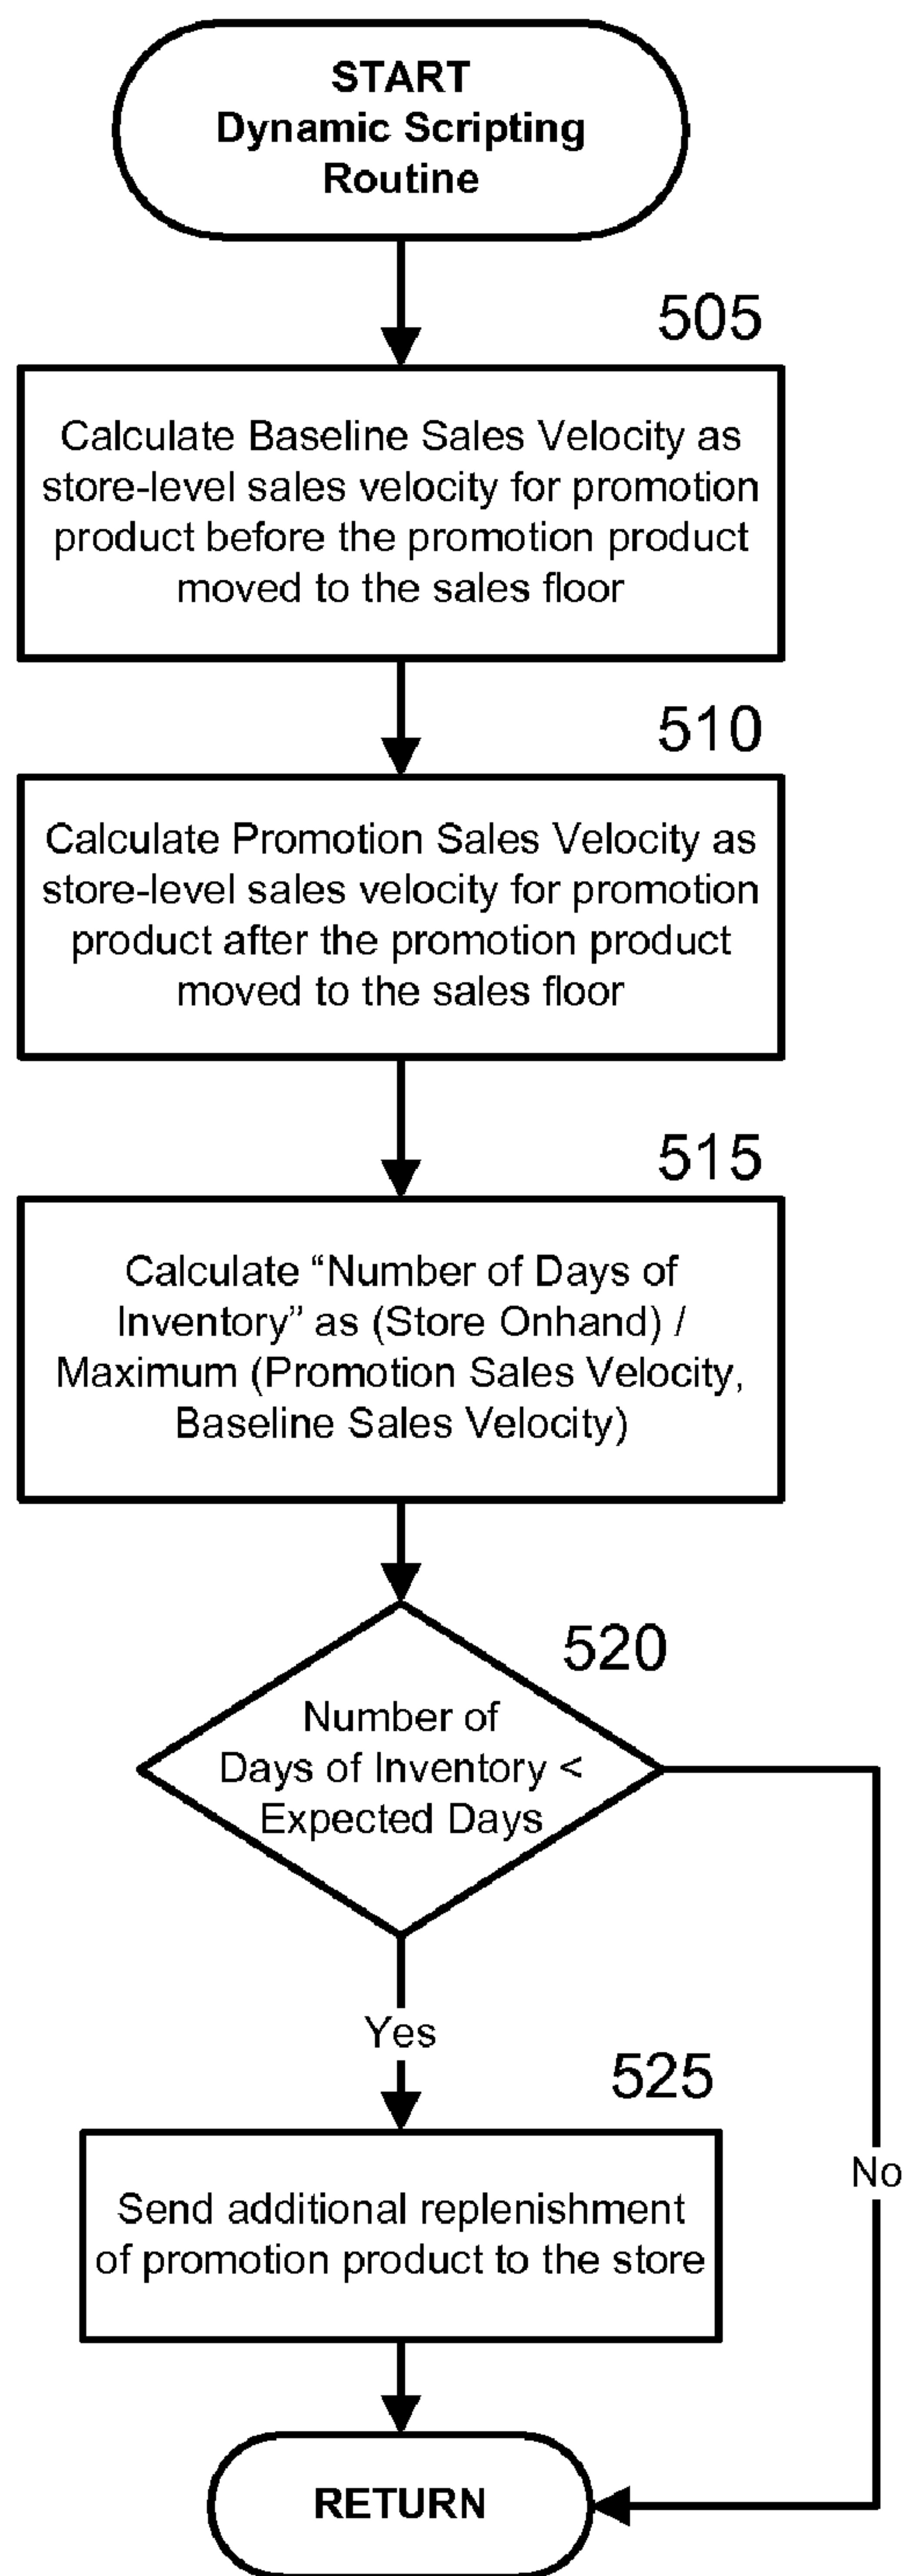 START
Dynamic Scripting
Routine
505
Calculate Baseline Sales Velocity as
store-level sales velocity for promotion
product before the promotion product
moved to the sales floor
510
Calculate Promotion Sales Velocity as
store-level sales velocity for promotion
product after the promotion product
moved to the sales floor
515
Calculate “Number of Days of
Inventory” as (Store Onhand) /
Maximum (Promotion Sales Velocity,
Baseline Sales Velocity)
520
Number of
Days of Inventory <
Expected Days
Yes
525
No
Send additional replenishment
of promotion product to the store
RETURN